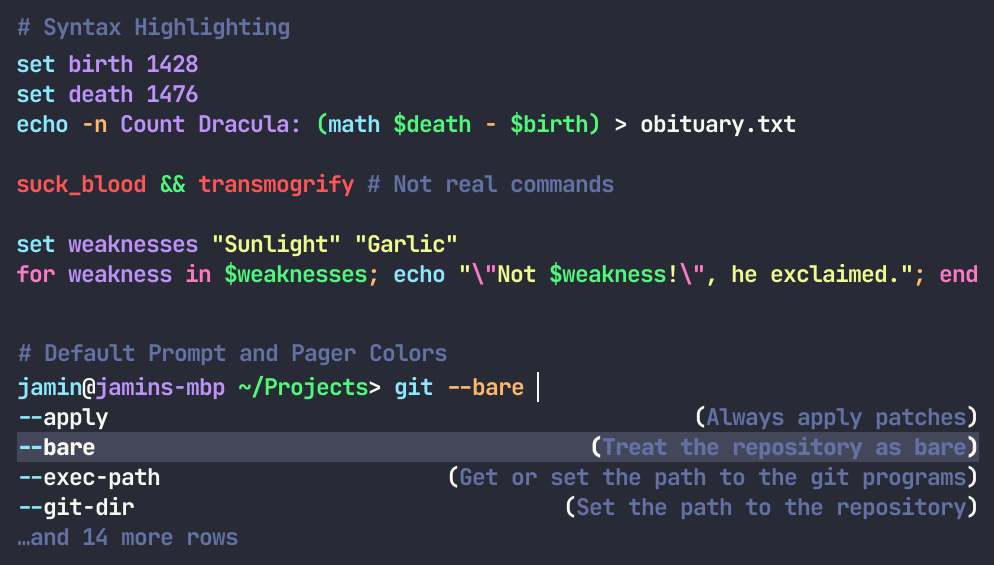 # Syntax Highlighting
set birth 1428
set death 1476
echo -n Count Dracula: (math $death - $birth) > obituary.txt
suck_blood && transmogrify # Not real commands
set weaknesses "Sunlight" "Garlic"
for weakness in $weaknesses; echo "\"Not $weakness!\", he exclaimed."; end
# Default Prompt and Pager Colors
jamin@jamins-mbp ~/Projects> git --bare
--apply (Always apply patches)
--bare (Treat the repository as bare)
--exec-path (Get or set the path to the git programs)
--git-dir (Set the path to the repository)
…and 14 more rows